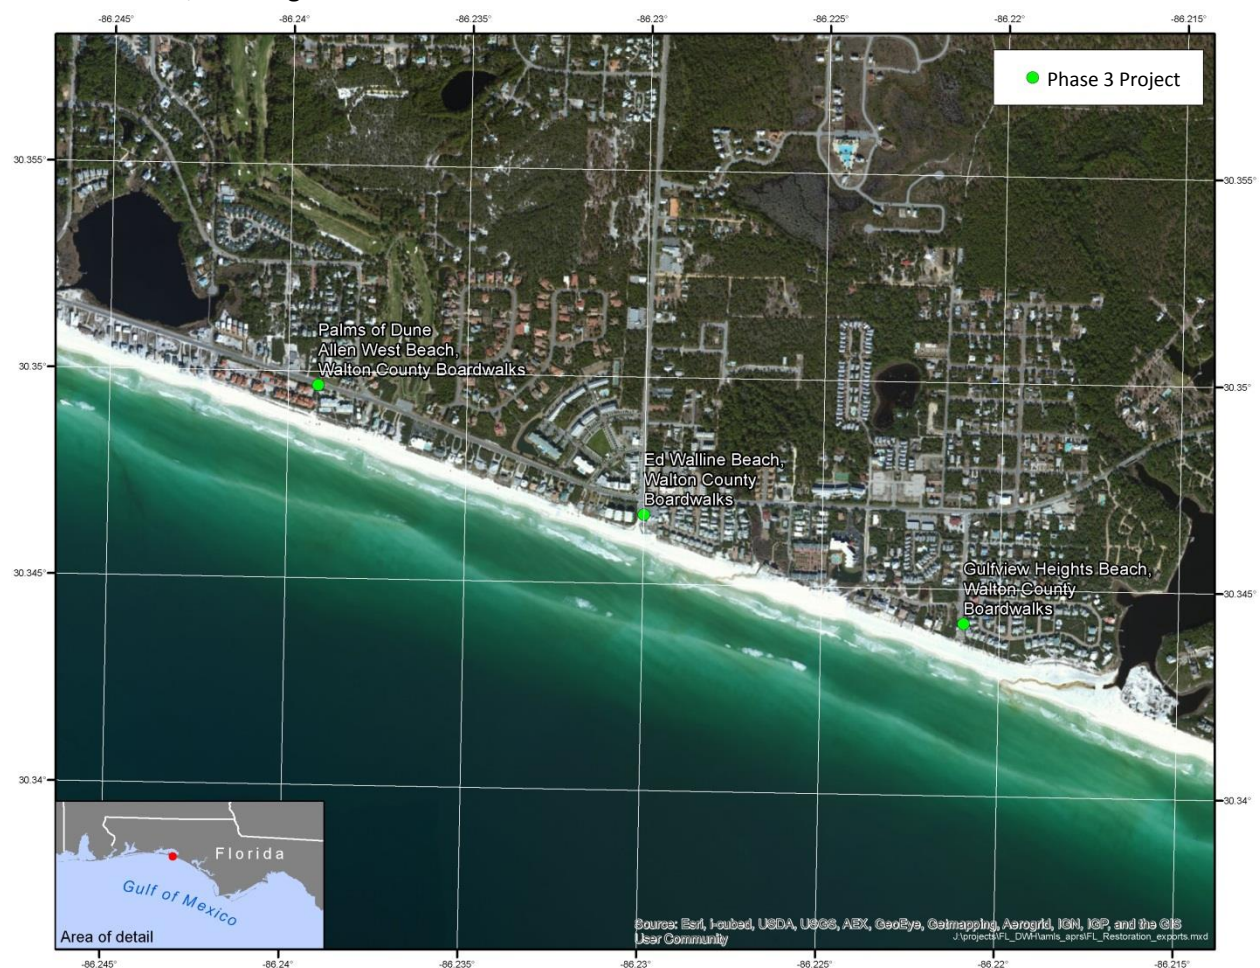 -86.24°
-86.235°
-86.23°
-86.22°
-86.215°
Phase 3 Project
30.355°
30.355°
Palms of Dune
Allen West Beach,
Walton County Boardwalks
30.35°
30.35°
Ed Walline Beach,
Walton County
Boardwalks
Gulfview Heights Beach,
Walton County
Boardwalks
30.345°
30.345°
30.34°
30.34°
Florida
Gulf of Mexico
Area of detail
Source: Esri, i-cubed, USDA, USGS, AEX, GeoEye, Getmapping, Aerogrid, IGN, IGP, and the GIS
User Community
J:\projects\FL_DWH\amls_aprs\FL_Restoration_exports.mxd
-86.245°
-86.24°
-86.235°
-86.23°
-86.225°
-86.22°
-86.215°